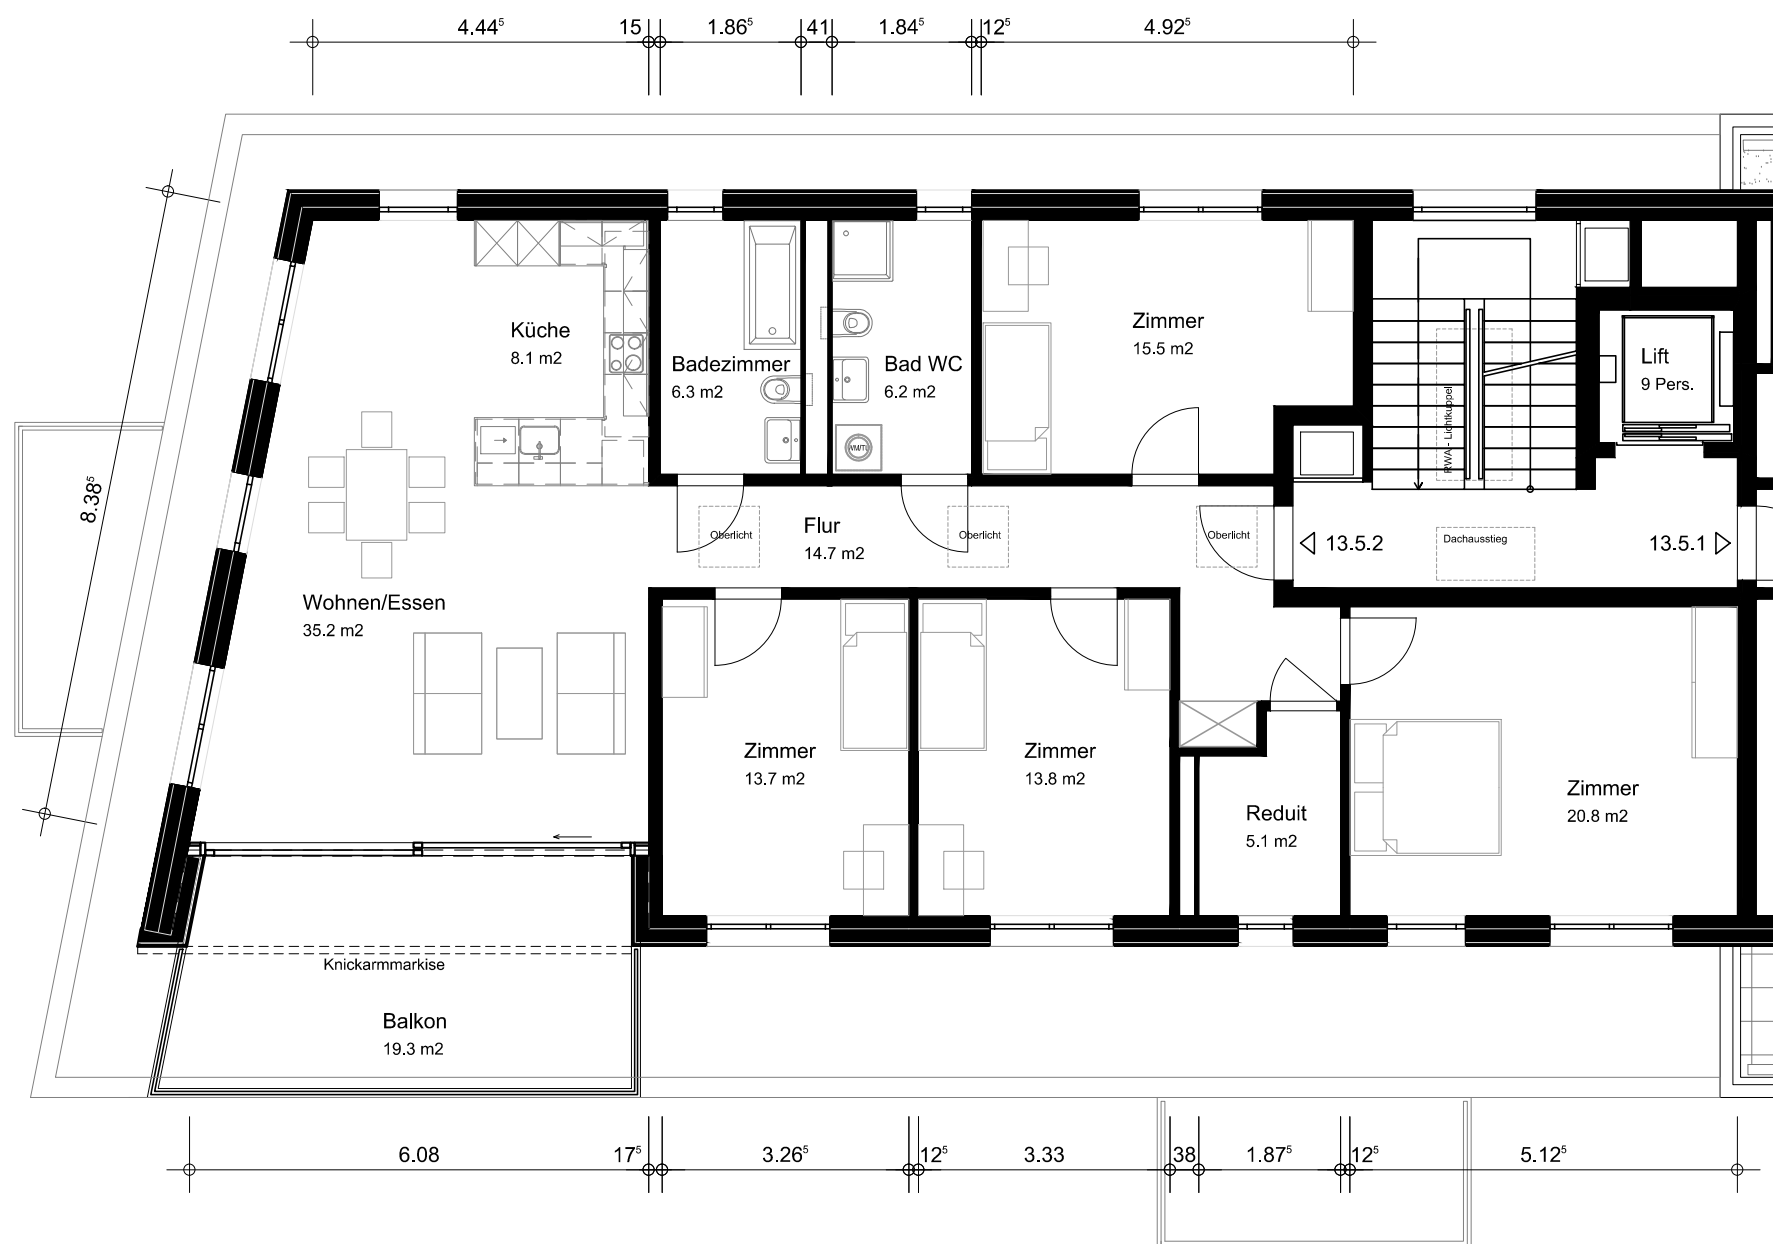 4.44⁵ 15 1.86⁵ 41 1.84⁵ 12⁵ 4.92⁵
8.38⁵
Küche
8.1 m2
Badezimmer
6.3 m2
Bad WC
6.2 m2
WM/TU
Zimmer
15.5 m2
RWA - Lichtkuppel
Lift
9 Pers.
Oberlicht
Flur
14.7 m2
Oberlicht
Oberlicht
13.5.2
Dachausstieg
13.5.1
Wohnen/Essen
35.2 m2
Zimmer
13.7 m2
Zimmer
13.8 m2
Reduit
5.1 m2
Zimmer
20.8 m2
Knickarmmarkise
Balkon
19.3 m2
6.08 17⁵ 3.26⁵ 12⁵ 3.33 38 1.87⁵ 12⁵ 5.12⁵